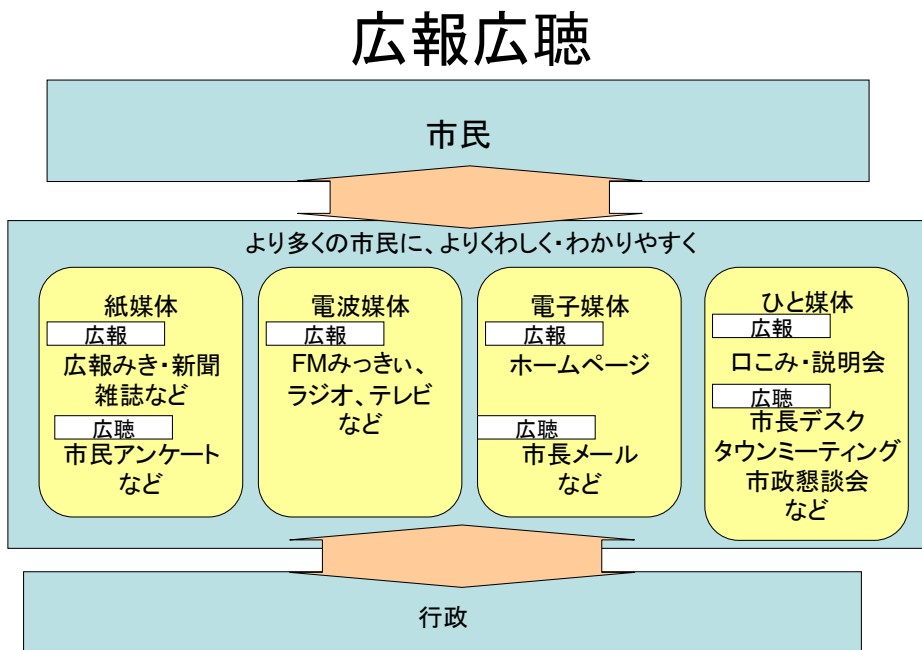 広報広聴
市民
より多くの市民に、よりくわしく・わかりやすく
紙媒体
広報
広報みき・新聞
雑誌など
広聴
市民アンケート
など
電波媒体
広報
FMみっきぃ、
ラジオ、テレビ
など
電子媒体
広報
ホームページ
広聴
市長メール
など
ひと媒体
広報
口こみ・説明会
広聴
市長デスク
タウンミーティング
市政懇談会
など
行政